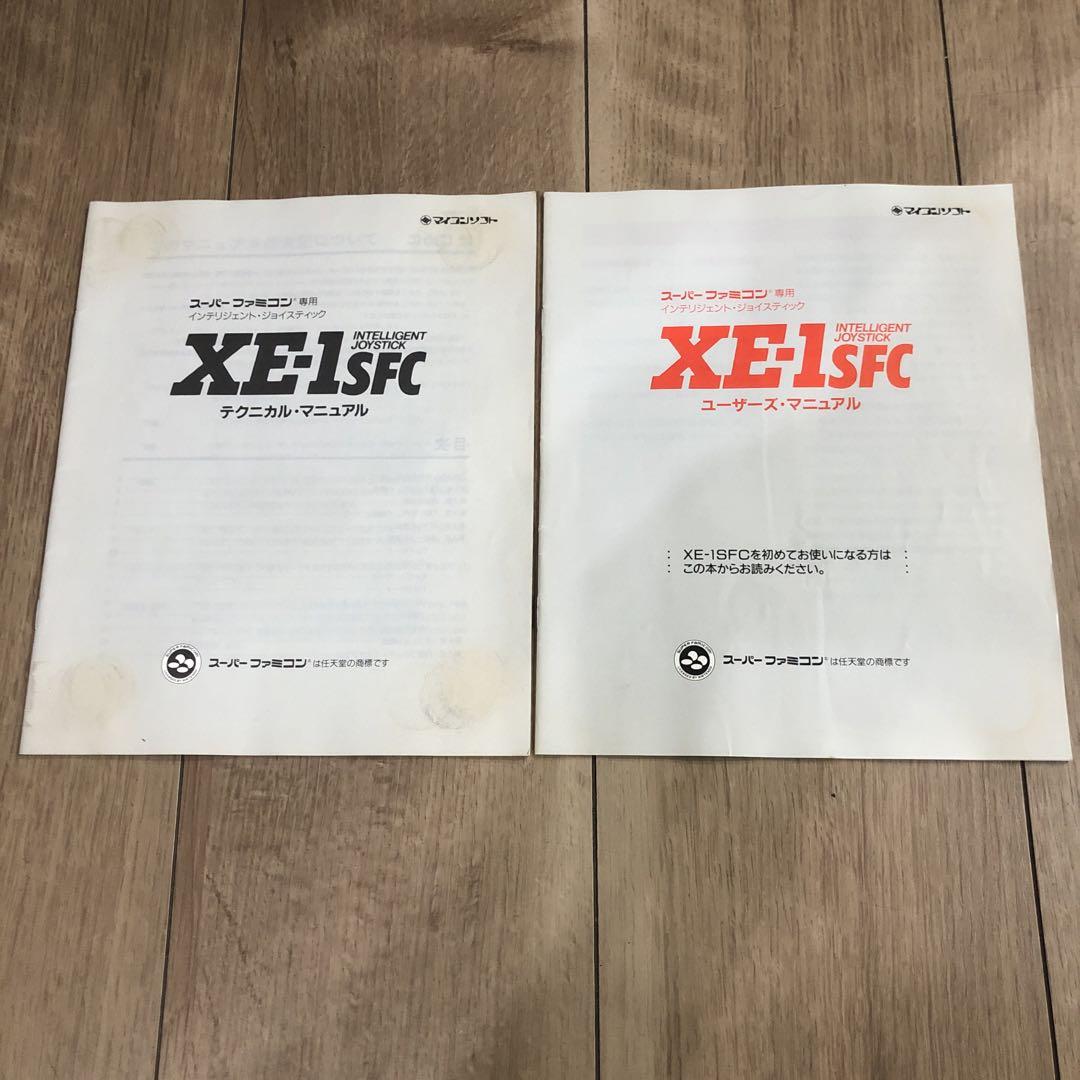 マイコンソフト
スーパーファミコン®専用
インテリジェント・ジョイスティック
XE-1SFC
INTELLIGENT
JOYSTICK
テクニカル・マニュアル
スーパーファミコン®は任天堂の商標です
マイコンソフト
スーパーファミコン®専用
インテリジェント・ジョイスティック
XE-1SFC
INTELLIGENT
JOYSTICK
ユーザーズ・マニュアル
: XE-1SFCを初めてお使いになる方は :
: この本からお読みください。 :
スーパーファミコン®は任天堂の商標です